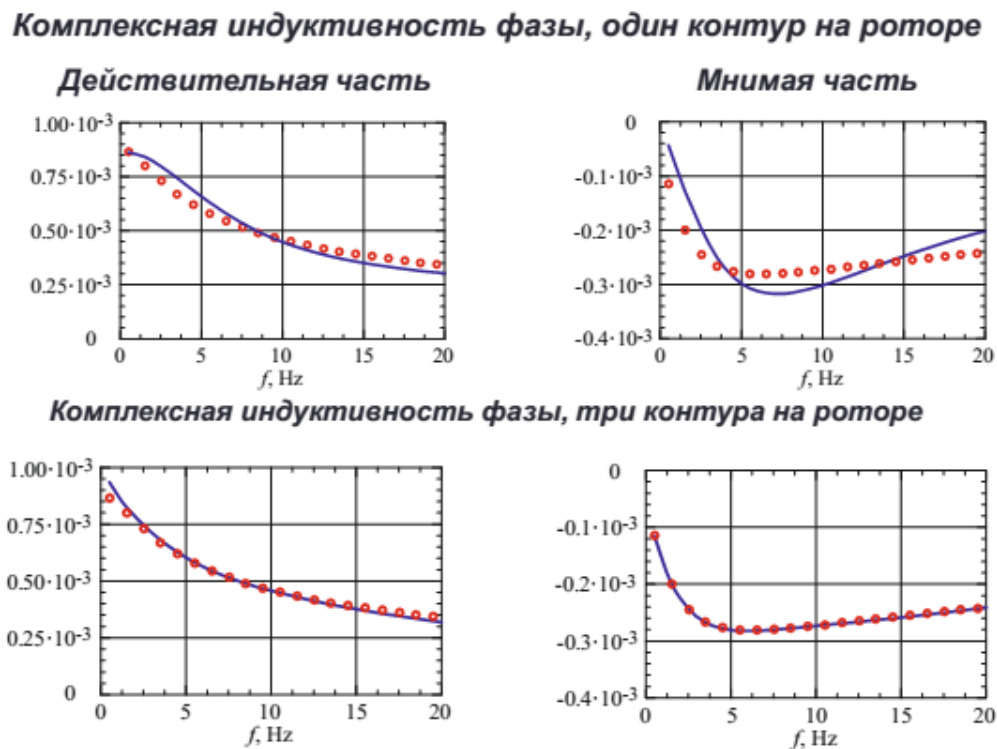 Комплексная индуктивность фазы, один контур на роторе
Действительная часть
Мнимая часть
1.00·10-3
0.75·10-3
0.50·10-3
0.25·10-3
0
0 5 10 15 20
f, Hz
0
-0.1·10-3
-0.2·10-3
-0.3·10-3
-0.4·10-3
0 5 10 15 20
f, Hz
Комплексная индуктивность фазы, три контура на роторе
1.00·10-3
0.75·10-3
0.50·10-3
0.25·10-3
0
0 5 10 15 20
f, Hz
0
-0.1·10-3
-0.2·10-3
-0.3·10-3
-0.4·10-3
0 5 10 15 20
f, Hz